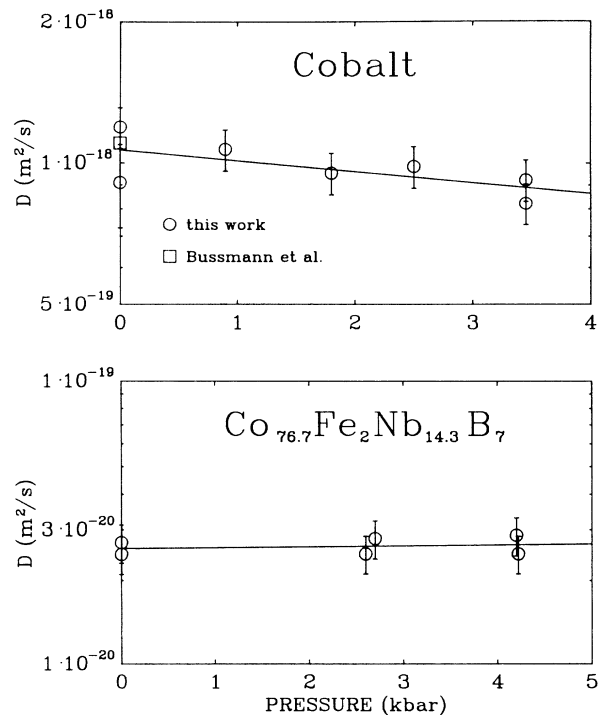 2·10⁻¹⁸
Cobalt
D (m²/s)
1·10⁻¹⁸
○ this work
□ Bussmann et al.
5·10⁻¹⁹
0 1 2 3 4
1·10⁻¹⁹
Co₇₆.₇Fe₂Nb₁₄.₃B₇
D (m²/s)
3·10⁻²⁰
1·10⁻²⁰
0 1 2 3 4 5
PRESSURE (kbar)